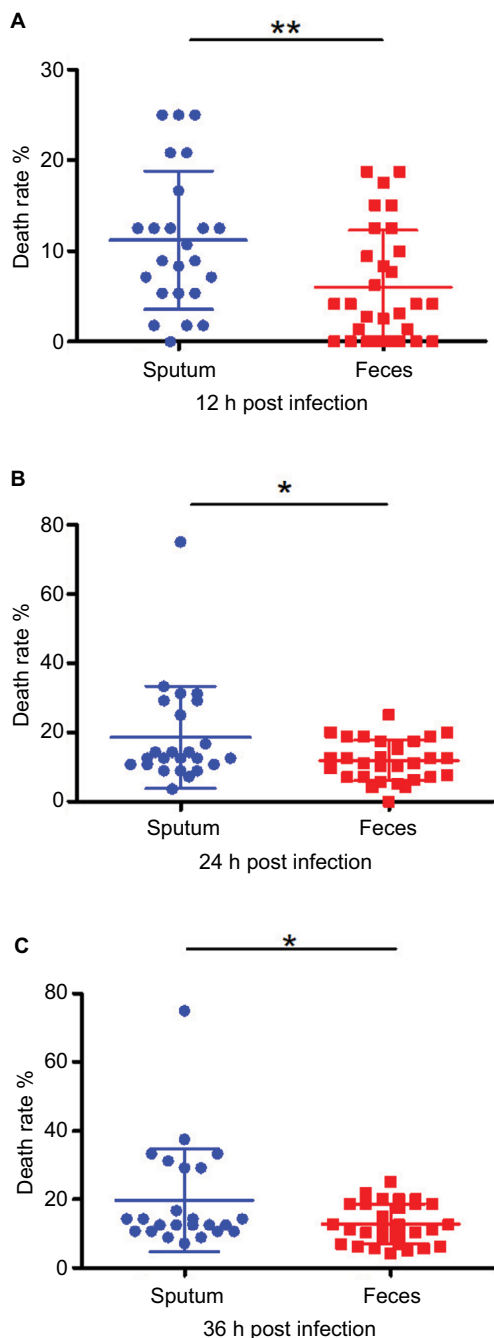 A
**
30
20
10
0
Death rate %
Sputum Feces
12 h post infection
B
*
80
60
40
20
0
Death rate %
Sputum Feces
24 h post infection
C
*
80
60
40
20
0
Death rate %
Sputum Feces
36 h post infection